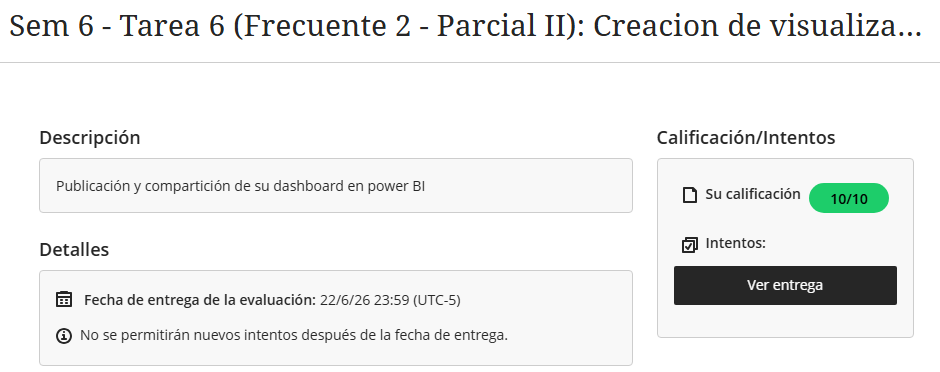 Sem 6 - Tarea 6 (Frecuente 2 - Parcial II): Creacion de visualiza...
Descripción
Publicación y compartición de su dashboard en power BI
Detalles
Fecha de entrega de la evaluación: 22/6/26 23:59 (UTC-5)
No se permitirán nuevos intentos después de la fecha de entrega.
Calificación/Intentos
Su calificación 10/10
Intentos:
Ver entrega